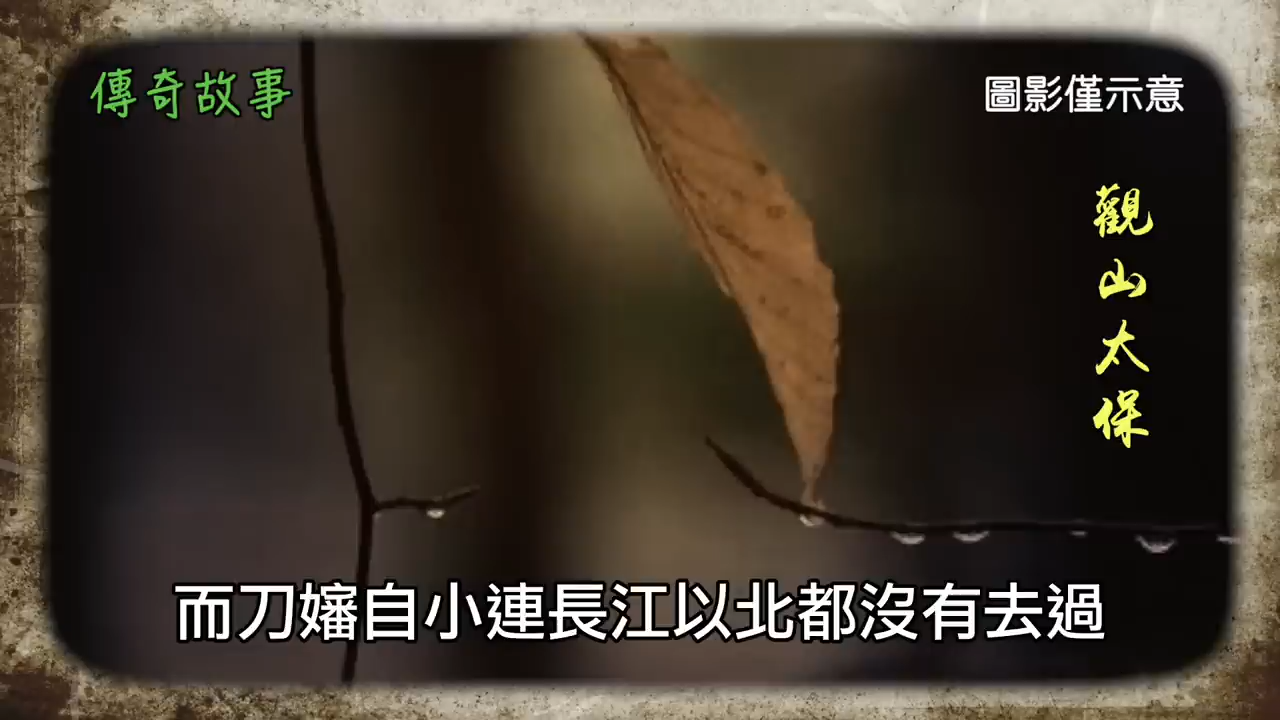 傳奇故事
圖影僅示意
觀山太保
而刀嬸自小連長江以北都沒有去過